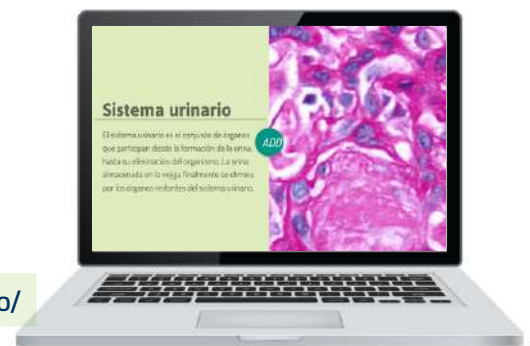 Sistema urinario
El sistema urinario es el conjunto de órganos
que participan desde la formación de la orina,
hasta su eliminación del organismo. La orina
almacenada en la vejiga finalmente se elimina
por los órganos restantes del sistema urinario.
ADD
o/